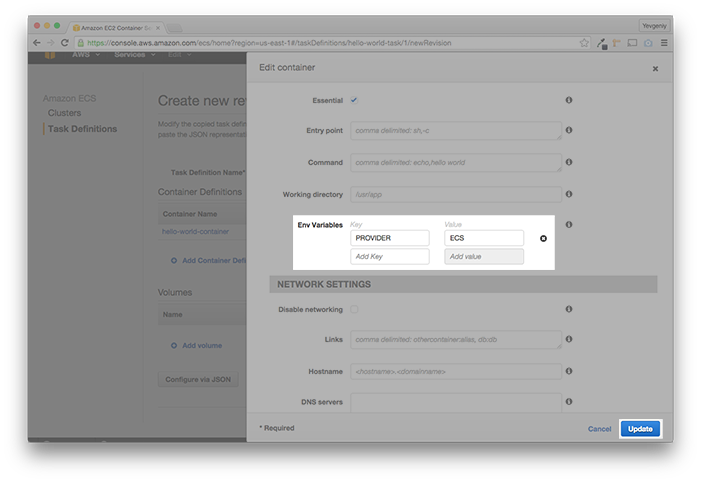 Amazon EC2 Container Se
Yevgeniy
https://console.aws.amazon.com/ecs/home?region=us-east-1#/taskDefinitions/hello-world-task/1/newRevision
AWS
Services
Edit
Edit container
Amazon ECS
Clusters
Task Definitions
Create new rev
Modify the copied task defin
paste the JSON representat
Task Definition Name*
Container Definitions
Container Name
hello-world-container
Add Container Defi
Volumes
Name
Add volume
Configure via JSON
Essential
Entry point
comma delimited: sh,-c
Command
comma delimited: echo,hello world
Working directory
/usr/app
Env Variables
Key
Value
PROVIDER
ECS
Add Key
Add value
NETWORK SETTINGS
Disable networking
Links
comma delimited: othercontainer:alias, db:db
Hostname
<hostname>.<domainname>
DNS servers
* Required
Cancel
Update